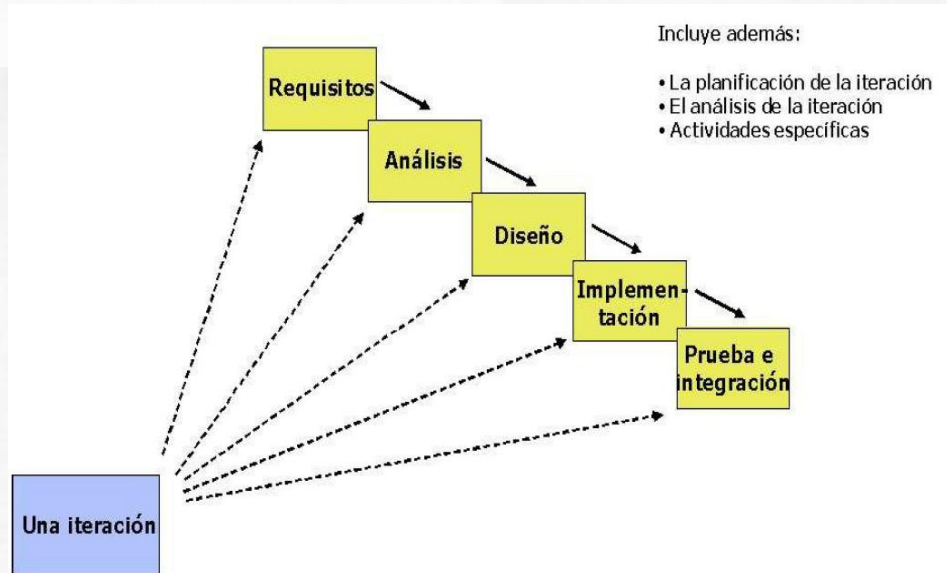 Incluye además:
• La planificación de la iteración
• El análisis de la iteración
• Actividades específicas
Requisitos
Análisis
Diseño
Implemen-
tación
Prueba e
integración
Una iteración